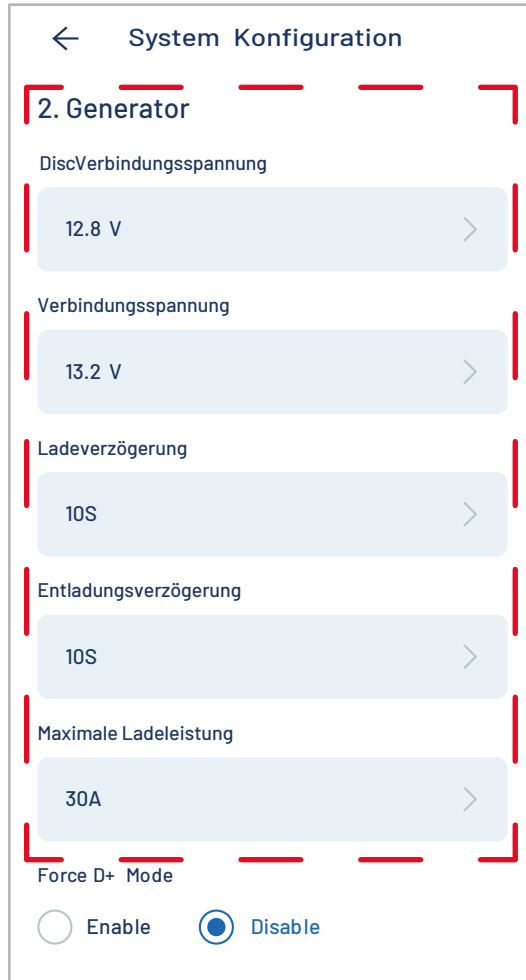 System Konfiguration
2. Generator
DiscVerbindungsspannung
12.8 V
Verbindungsspannung
13.2 V
Ladeverzögerung
10S
Entladungsverzögerung
10S
Maximale Ladeleistung
30A
Force D+ Mode
Enable Disable